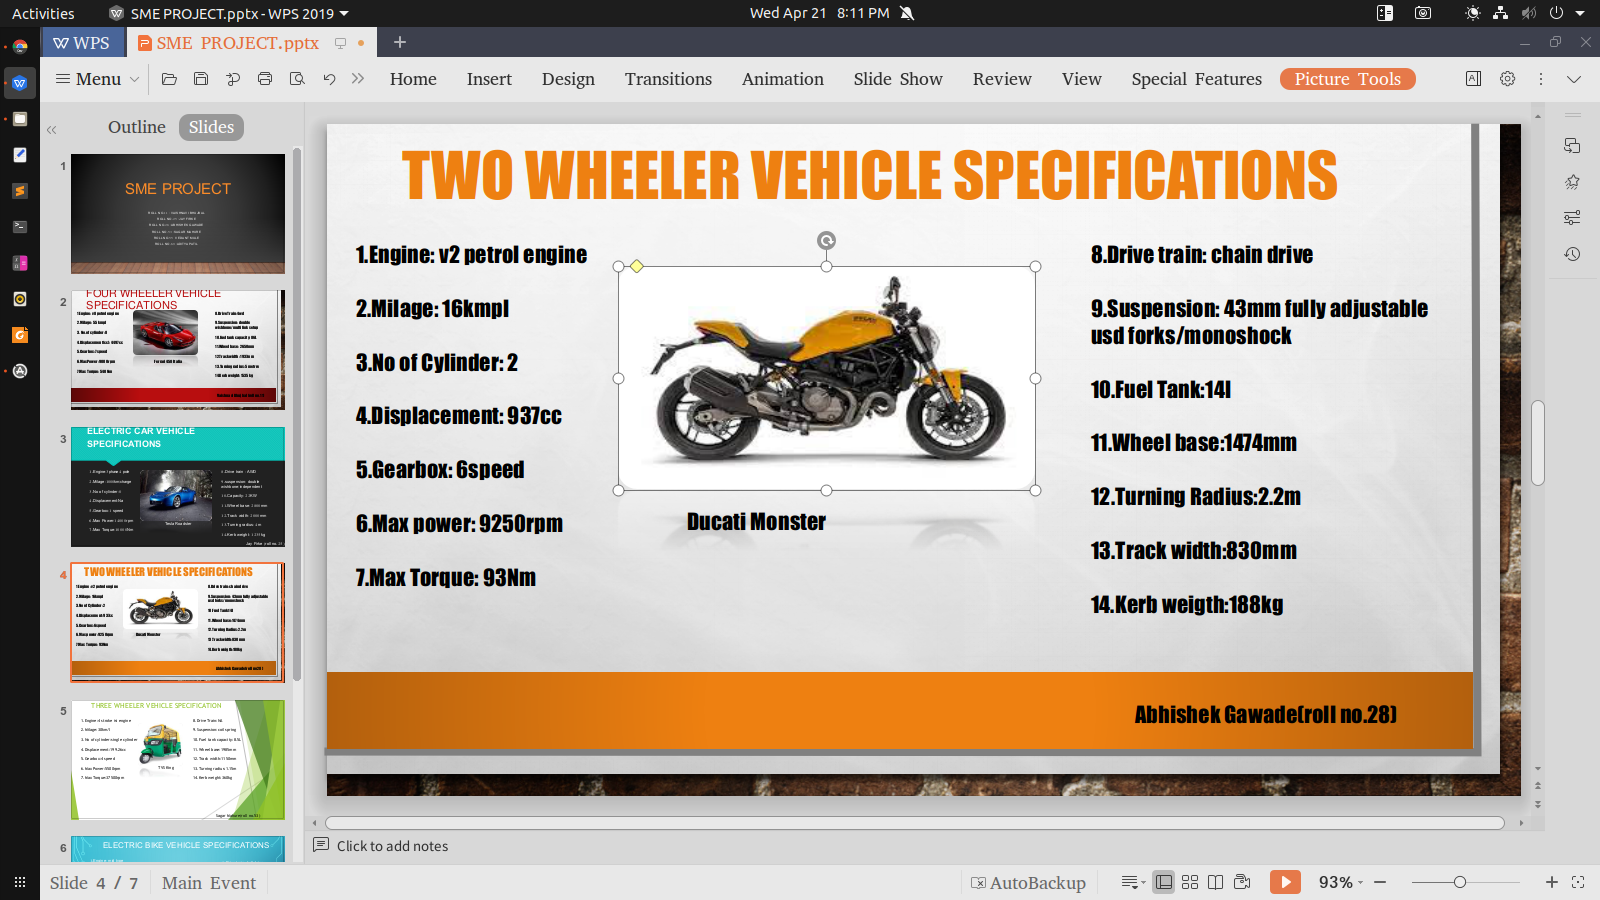 Activities
SME PROJECT.pptx - WPS 2019
Wed Apr 21 8:11 PM
WPS
SME PROJECT.pptx
Menu
Home
Insert
Design
Transitions
Animation
Slide Show
Review
View
Special Features
Picture Tools
Outline
Slides
1
SME PROJECT
2
FOUR WHEELER VEHICLE
SPECIFICATIONS
3
ELECTRIC CAR VEHICLE
SPECIFICATIONS
Tesla Roadster
4
TWO WHEELER VEHICLE SPECIFICATIONS
Ducati Monster
5
THREE WHEELER VEHICLE SPECIFICATION
6
ELECTRIC BIKE VEHICLE SPECIFICATIONS
TWO WHEELER VEHICLE SPECIFICATIONS
1.Engine: v2 petrol engine
2.Milage: 16kmpl
3.No of Cylinder: 2
4.Displacement: 937cc
5.Gearbox: 6speed
6.Max power: 9250rpm
7.Max Torque: 93Nm
Ducati Monster
8.Drive train: chain drive
9.Suspension: 43mm fully adjustable
usd forks/monoshock
10.Fuel Tank:14l
11.Wheel base:1474mm
12.Turning Radius:2.2m
13.Track width:830mm
14.Kerb weigth:188kg
Abhishek Gawade(roll no.28)
Click to add notes
Slide 4 / 7
Main Event
AutoBackup
93%